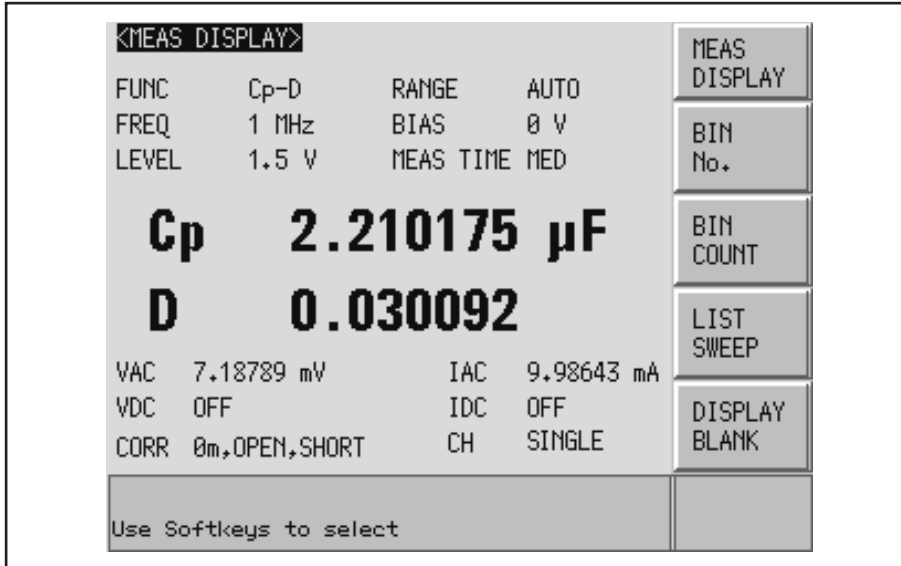 <MEAS DISPLAY>
FUNC Cp-D RANGE AUTO
FREQ 1 MHz BIAS 0 V
LEVEL 1.5 V MEAS TIME MED
Cp 2.210175 µF
D 0.030092
VAC 7.18789 mV IAC 9.98643 mA
VDC OFF IDC OFF
CORR 0m,OPEN,SHORT CH SINGLE
Use Softkeys to select
MEAS
DISPLAY
BIN
No.
BIN
COUNT
LIST
SWEEP
DISPLAY
BLANK